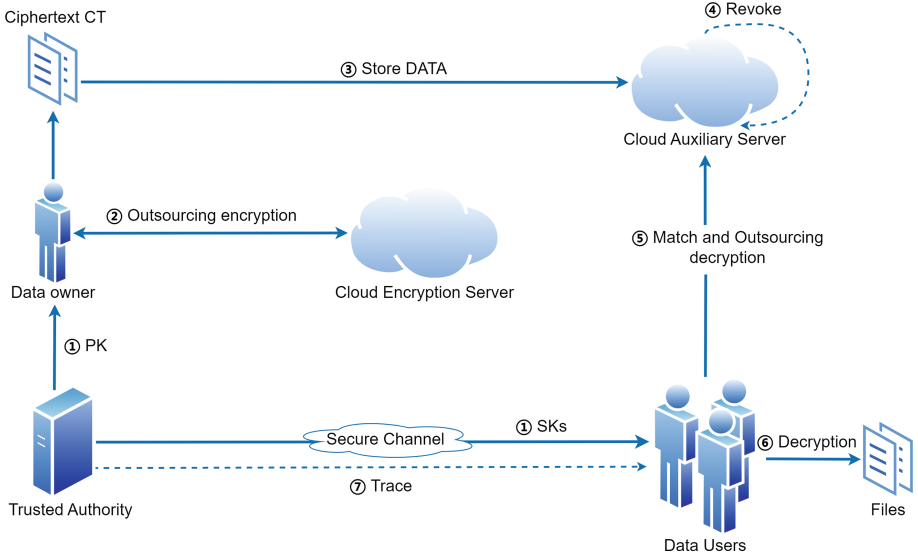 Ciphertext CT
④ Revoke
③ Store DATA
Cloud Auxiliary Server
② Outsourcing encryption
⑤ Match and Outsourcing
decryption
Data owner
Cloud Encryption Server
① PK
Secure Channel
① SKs
⑥ Decryption
⑦ Trace
Trusted Authority
Files
Data Users